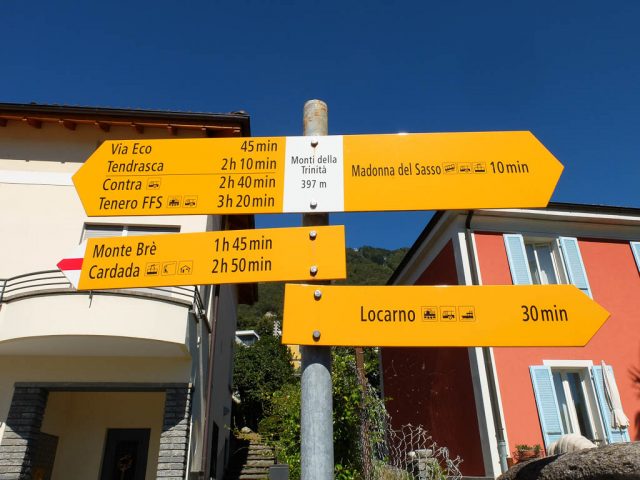 Via Eco 45 min
Tendrasca 2 h 10 min
Contra 2 h 40 min
Tenero FFS 3 h 20 min
Monti della
Trinità
397 m
Madonna del Sasso 10 min
Monte Brè 1 h 45 min
Cardada 2 h 50 min
Locarno 30 min